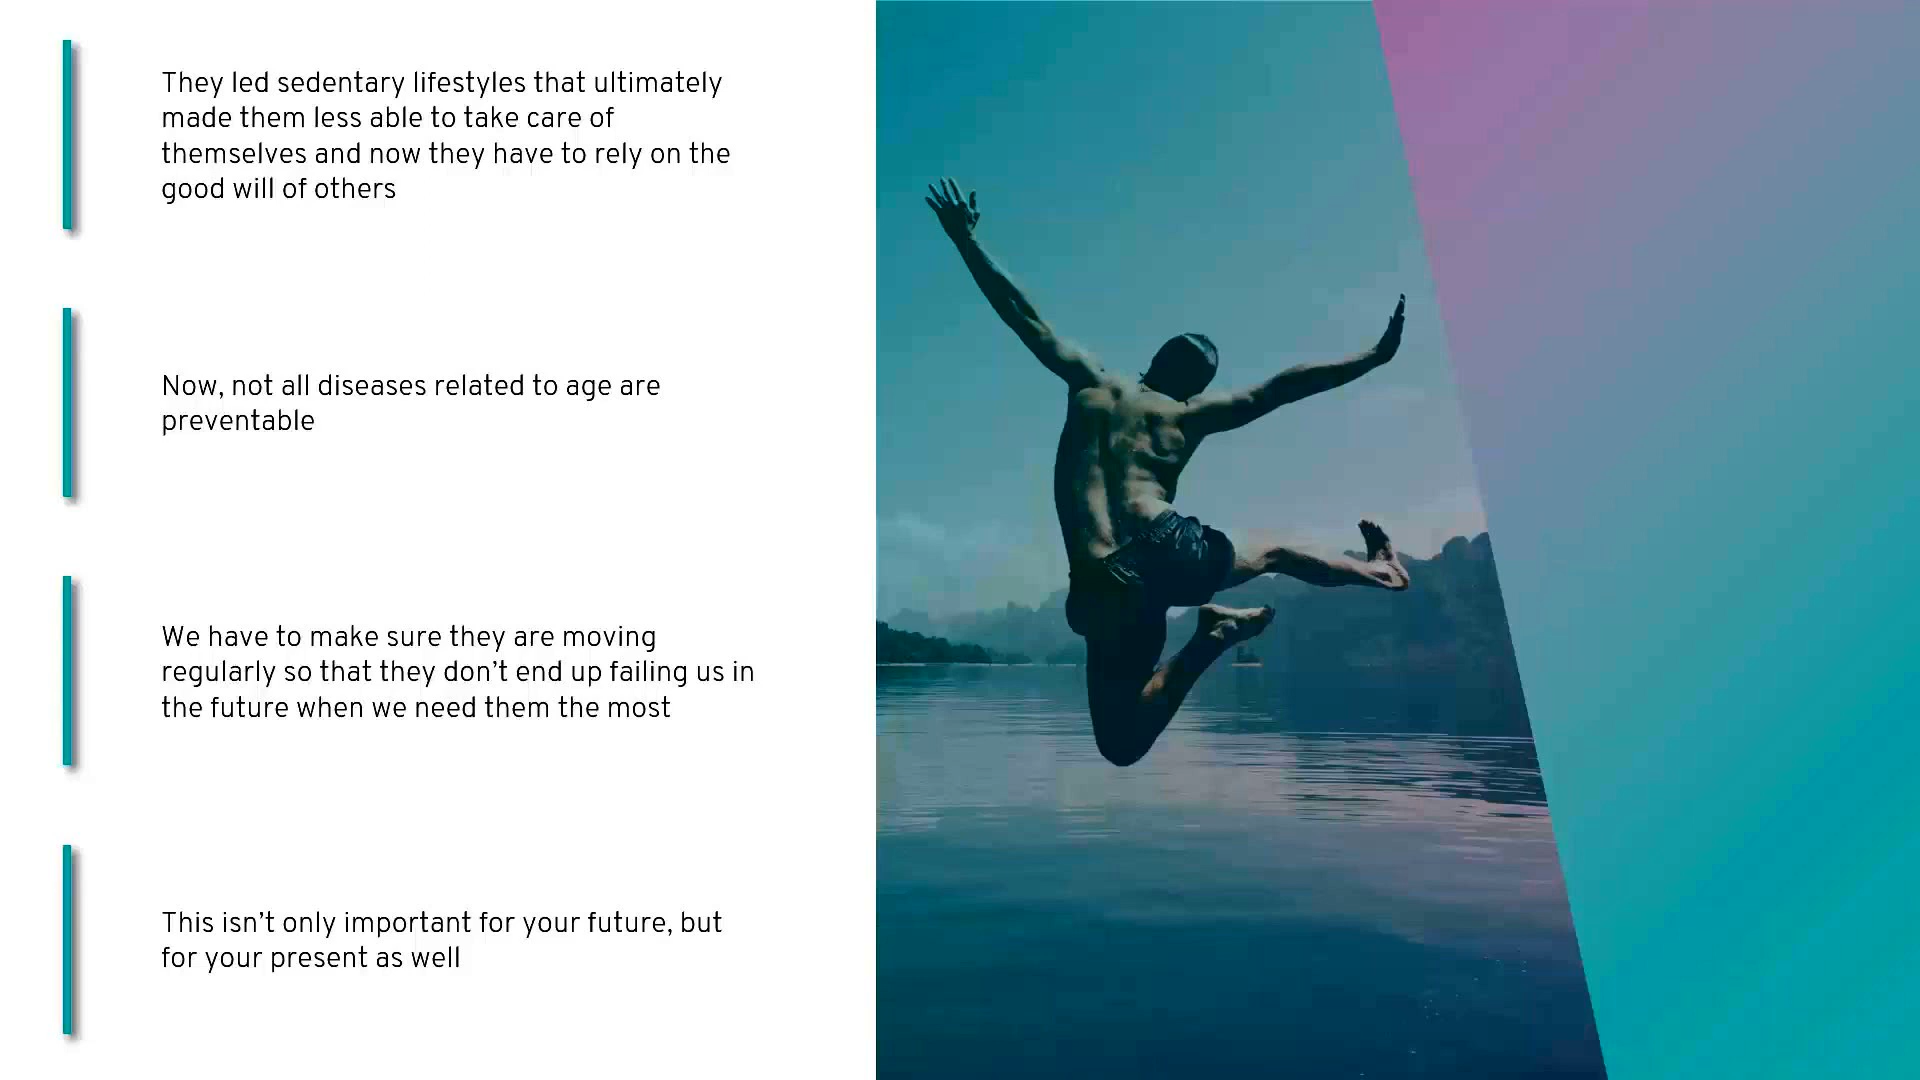 They led sedentary lifestyles that ultimately
made them less able to take care of
themselves and now they have to rely on the
good will of others
Now, not all diseases related to age are
preventable
We have to make sure they are moving
regularly so that they don’t end up failing us in
the future when we need them the most
This isn’t only important for your future, but
for your present as well